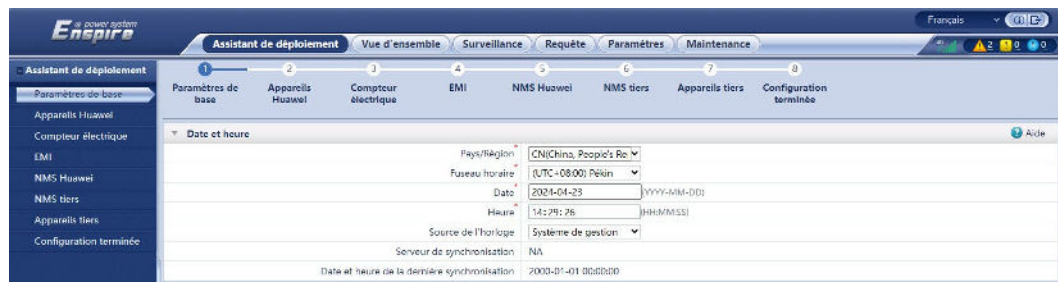 Enspire
e power system
Français
Assistant de déploiement
Vue d'ensemble
Surveillance
Requête
Paramètres
Maintenance
2
0
0
Assistant de déploiement
Paramètres de base
Appareils Huawei
Compteur électrique
EMI
NMS Huawei
NMS tiers
Appareils tiers
Configuration terminée
1
2
3
4
5
6
7
8
Paramètres de base
Appareils Huawei
Compteur électrique
EMI
NMS Huawei
NMS tiers
Appareils tiers
Configuration terminée
Date et heure
Aide
Pays/Région * CN(China, People's Re
Fuseau horaire * (UTC+08:00) Pékin
Date * 2024-04-23 (YYYY-MM-DD)
Heure * 14:29:26 (HH:MM:SS)
Source de l'horloge Système de gestion
Serveur de synchronisation NA
Date et heure de la dernière synchronisation 2000-01-01 00:00:00